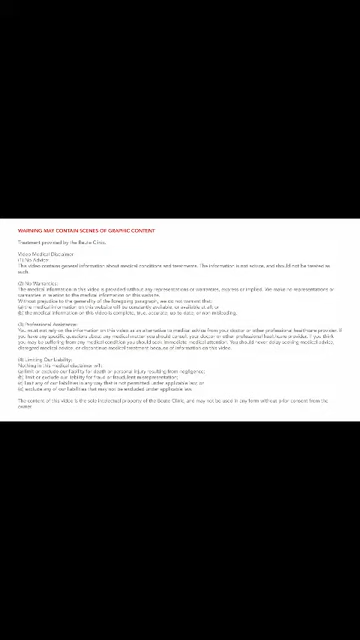 WARNING MAY CONTAIN SCENES OF GRAPHIC CONTENT
Treatment provided by the Beute Clinic.
Video Medical Disclaimer
(1) No Advice
This video contains general information about medical conditions and treatments. The information is not advice, and should not be treated as
such.
(2) No Warranties
The medical information in this video is provided without any representations or warranties, express or implied. We make no representations or
warranties in relation to the medical information on this website.
Without prejudice to the generality of the foregoing paragraph, we do not warrant that:
(a) the medical information on this website will be constantly available, or available at all; or
(b) the medical information on this video is complete, true, accurate, up-to-date, or non-misleading.
(3) Professional Assistance
You must not rely on the information on this video as an alternative to medical advice from your doctor or other professional healthcare provider. If
you have any specific questions about any medical matter you should consult your doctor or other professional healthcare provider. If you think
you may be suffering from any medical condition you should seek immediate medical attention. You should never delay seeking medical advice,
disregard medical advice, or discontinue medical treatment because of information on this video.
(4) Limiting Our Liability
Nothing in this medical disclaimer will:
(a) limit or exclude our liability for death or personal injury resulting from negligence;
(b) limit or exclude our liability for fraud or fraudulent misrepresentation;
(c) limit any of our liabilities in any way that is not permitted under applicable law; or
(d) exclude any of our liabilities that may not be excluded under applicable law.
The content of this video is the sole intellectual property of the Beute Clinic, and may not be used in any form without prior consent from the
owner.